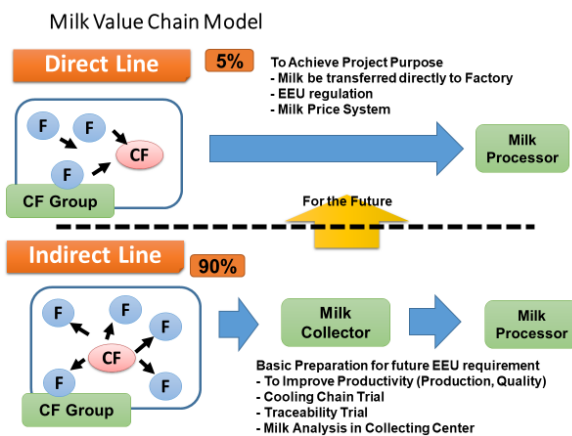 Milk Value Chain Model
Direct Line
5%
To Achieve Project Purpose
- Milk be transferred directly to Factory
- EEU regulation
- Milk Price System
F
F
F
CF
CF Group
Milk
Processor
For the Future
Indirect Line
90%
F
F
F
F
F
CF
CF Group
Milk
Collector
Milk
Processor
Basic Preparation for future EEU requirement
- To Improve Productivity (Production, Quality)
- Cooling Chain Trial
- Traceability Trial
- Milk Analysis in Collecting Center